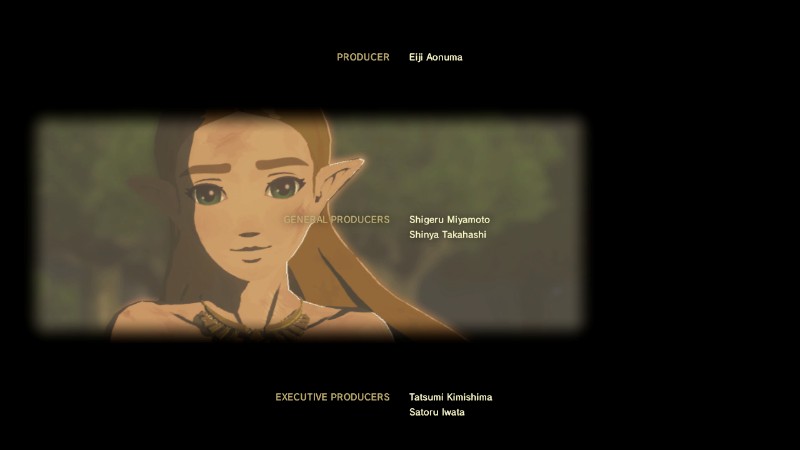 PRODUCER Eiji Aonuma
GENERAL PRODUCERS Shigeru Miyamoto
Shinya Takahashi
EXECUTIVE PRODUCERS Tatsumi Kimishima
Satoru Iwata